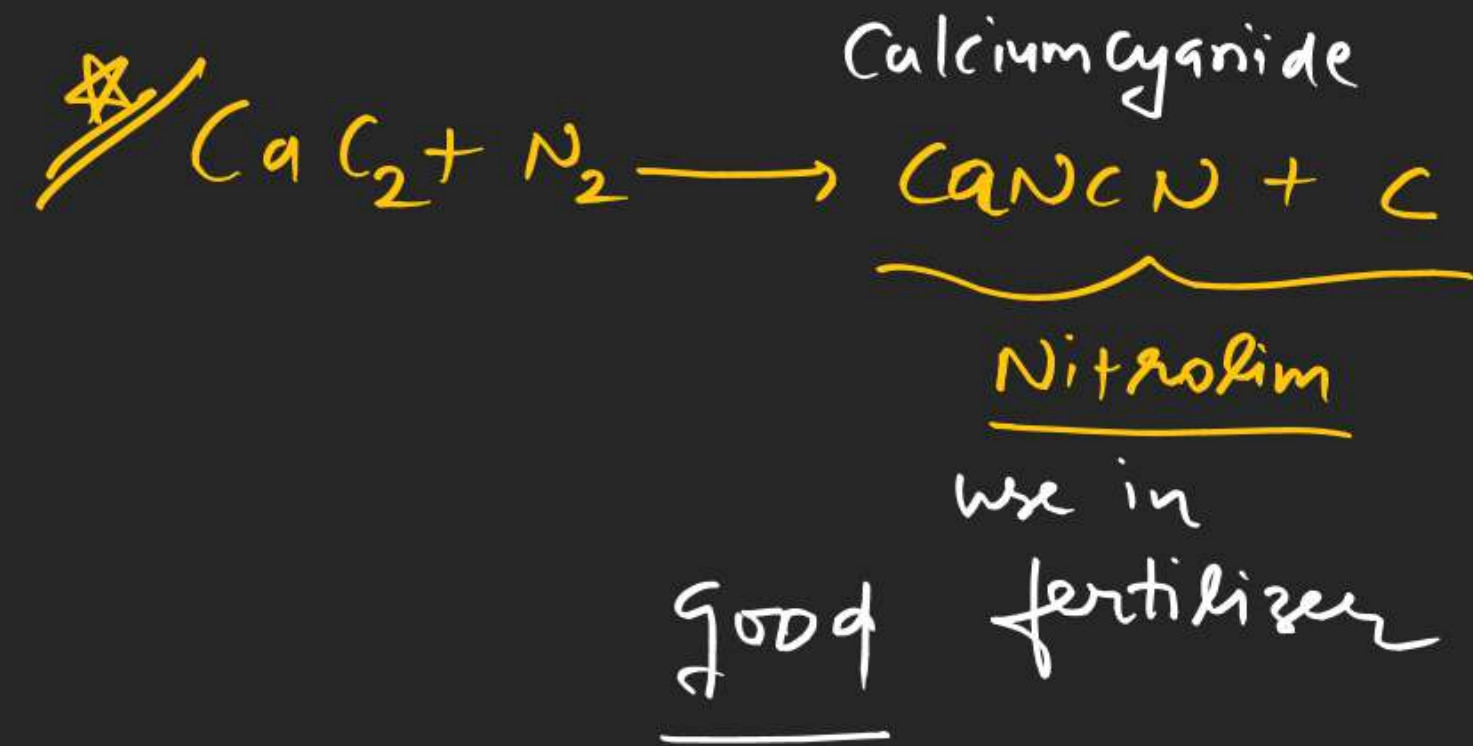 Calcium Cyanide
CaC₂ + N₂ ⟶ CaNCN + C
Nitrolim
use in
good fertilizer